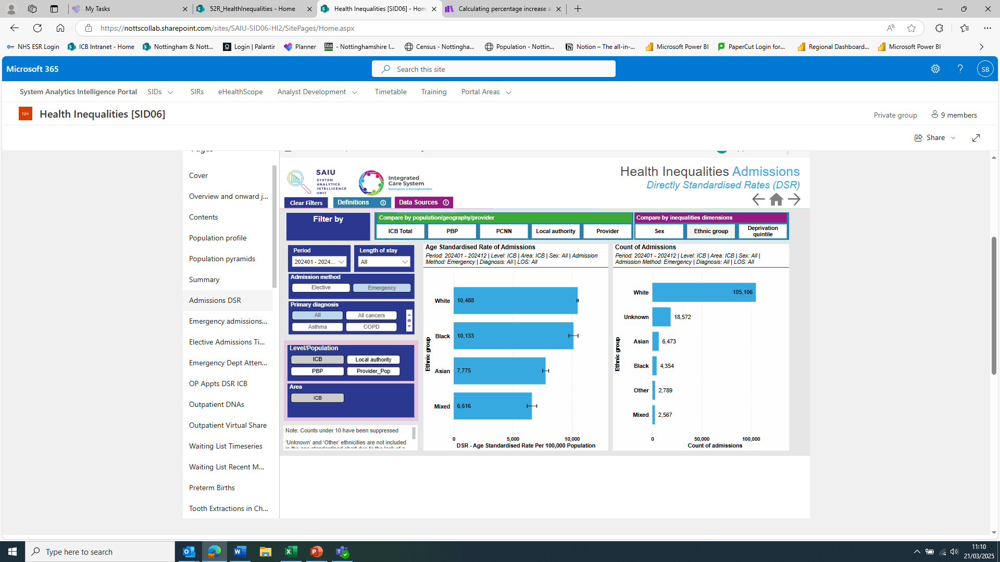 My Tasks
52R_HealthInequalities - Home
Health Inequalities [SID06] - Hom
Calculating percentage increase a
https://nottscollab.sharepoint.com/sites/SAIU-SID06-HI2/SitePages/Home.aspx
NHS ESR Login
ICB Intranet - Home
Nottingham & Nott...
Login | Palantir
Planner
- Nottinghamshire I...
Census - Nottingha...
Population - Nottin...
Notion – The all-in-...
Microsoft Power BI
PaperCut Login for...
Regional Dashboard...
Microsoft Power BI
Microsoft 365
Search this site
SB
System Analytics Intelligence Portal
SIDs
SIRs
eHealthScope
Analyst Development
Timetable
Training
Portal Areas
NH
Health Inequalities [SID06]
Private group
9 members
Share
Pages
Cover
Overview and onward j...
Contents
Population profile
Population pyramids
Summary
Admissions DSR
Emergency admissions...
Elective Admissions Ti...
Emergency Dept Atten...
OP Appts DSR ICB
Outpatient DNAs
Outpatient Virtual Share
Waiting List Timeseries
Waiting List Recent M...
Preterm Births
Tooth Extractions in Ch...
SAIU
SYSTEM
ANALYTICS
INTELLIGENCE
UNIT
Integrated
Care System
Nottingham & Nottinghamshire
Health Inequalities Admissions
Directly Standardised Rates (DSR)
Clear Filters
Definitions
Data Sources
Filter by
Compare by population/geography/provider
ICB Total
PBP
PCNN
Local authority
Provider
Compare by inequalities dimensions
Sex
Ethnic group
Deprivation
quintile
Period
202401 - 2024...
Length of stay
All
Admission method
Elective
Emergency
Primary diagnosis
All
All cancers
Asthma
COPD
Level/Population
ICB
Local authority
PBP
Provider_Pop
Area
ICB
Note: Counts under 10 have been suppressed
'Unknown' and 'Other' ethnicities are not included
Age Standardised Rate of Admissions
Period: 202401 - 202412 | Level: ICB | Area: ICB | Sex: All | Admission
Method: Emergency | Diagnosis: All | LOS: All
Ethnic group
White
10,488
Black
10,133
Asian
7,775
Mixed
6,616
0
5,000
10,000
DSR - Age Standardised Rate Per 100,000 Population
Count of Admissions
Period: 202401 - 202412 | Level: ICB | Area: ICB | Sex: All |
Admission Method: Emergency | Diagnosis: All | LOS: All
Ethnic group
White
105,106
Unknown
18,572
Asian
6,473
Black
4,354
Other
2,789
Mixed
2,567
0
50,000
100,000
Count of admissions
Type here to search
11:10
21/03/2025